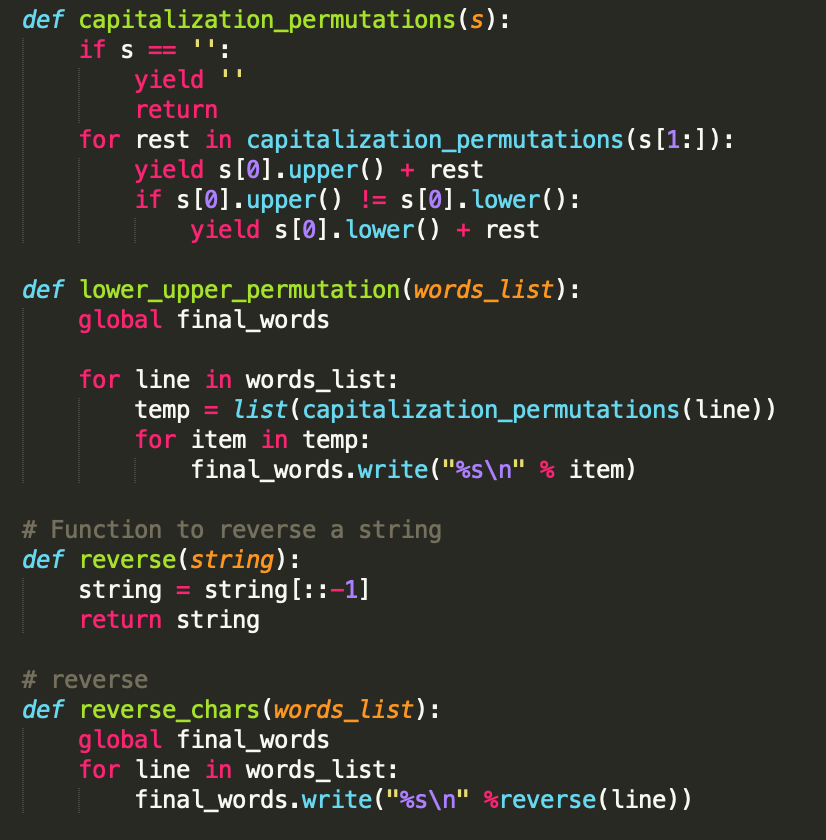 def capitalization_permutations(s):
    if s == '':
        yield ''
        return
    for rest in capitalization_permutations(s[1:]):
        yield s[0].upper() + rest
        if s[0].upper() != s[0].lower():
            yield s[0].lower() + rest

def lower_upper_permutation(words_list):
    global final_words

    for line in words_list:
        temp = list(capitalization_permutations(line))
        for item in temp:
            final_words.write("%s\n" % item)

# Function to reverse a string
def reverse(string):
    string = string[::-1]
    return string

# reverse
def reverse_chars(words_list):
    global final_words
    for line in words_list:
        final_words.write("%s\n" %reverse(line))